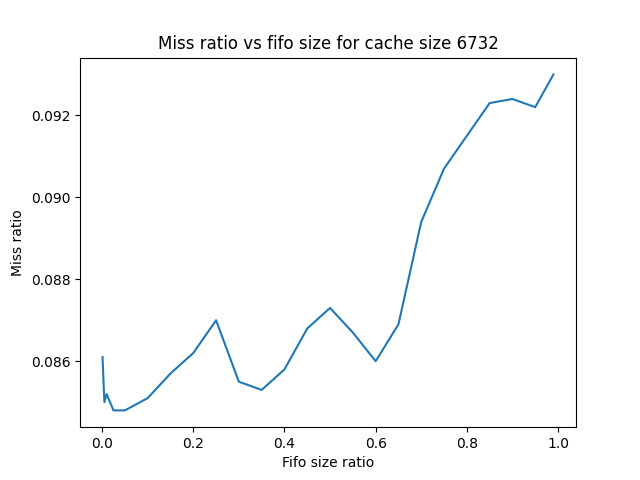 Miss ratio vs fifo size for cache size 6732
0.092
0.090
0.088
0.086
Miss ratio
0.0 0.2 0.4 0.6 0.8 1.0
Fifo size ratio